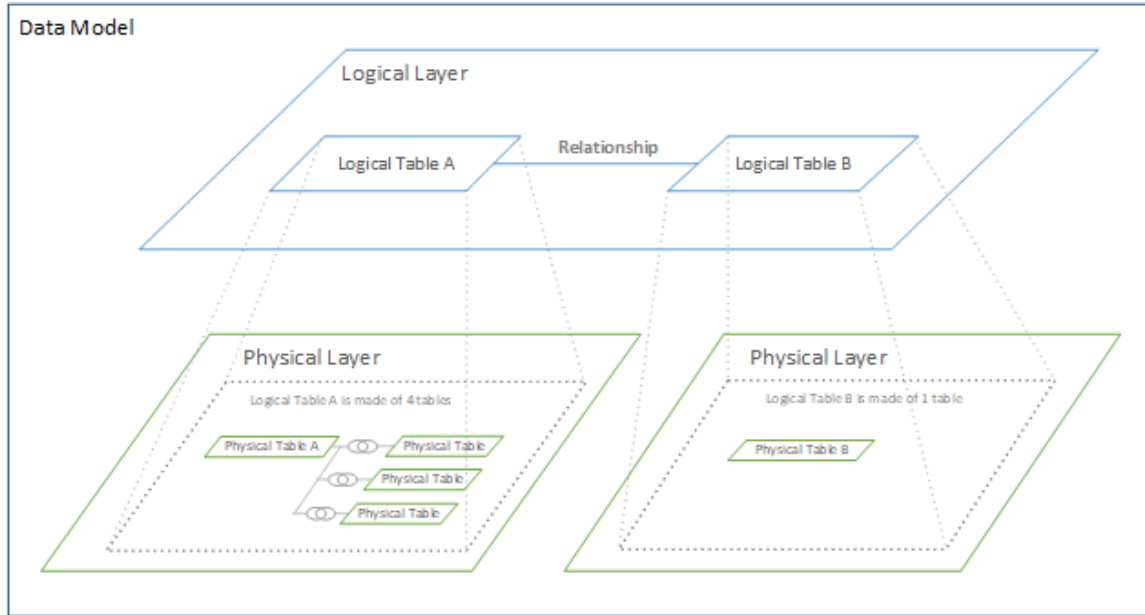 Data Model
Logical Layer
Logical Table A
Relationship
Logical Table B
Physical Layer
Logical Table A is made of 4 tables
Physical Table A
Physical Table
Physical Table
Physical Table
Physical Layer
Logical Table B is made of 1 table
Physical Table B